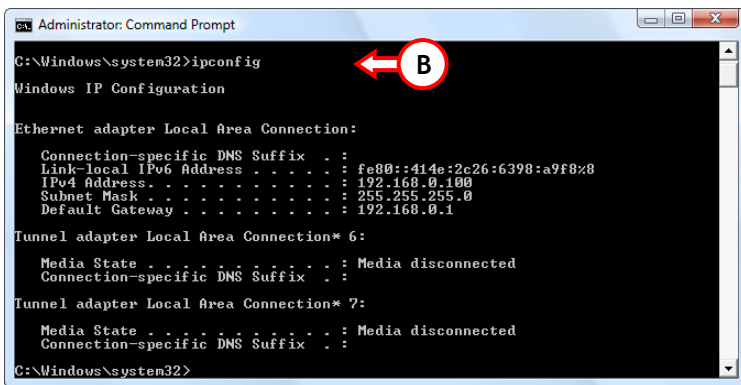 Administrator: Command Prompt
C:\Windows\system32>ipconfig
B
Windows IP Configuration
Ethernet adapter Local Area Connection:
Connection-specific DNS Suffix  . :
Link-local IPv6 Address . . . . . : fe80::414e:2c26:6398:a9f8%8
IPv4 Address. . . . . . . . . . . : 192.168.0.100
Subnet Mask . . . . . . . . . . . : 255.255.255.0
Default Gateway . . . . . . . . . : 192.168.0.1
Tunnel adapter Local Area Connection* 6:
Media State . . . . . . . . . . . : Media disconnected
Connection-specific DNS Suffix  . :
Tunnel adapter Local Area Connection* 7:
Media State . . . . . . . . . . . : Media disconnected
Connection-specific DNS Suffix  . :
C:\Windows\system32>